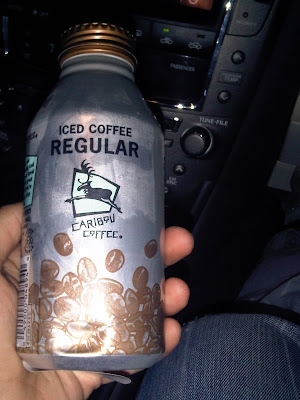 ICED COFFEE
REGULAR
CARIBOU
COFFEE.
PASSENGER
TUNE·FILE